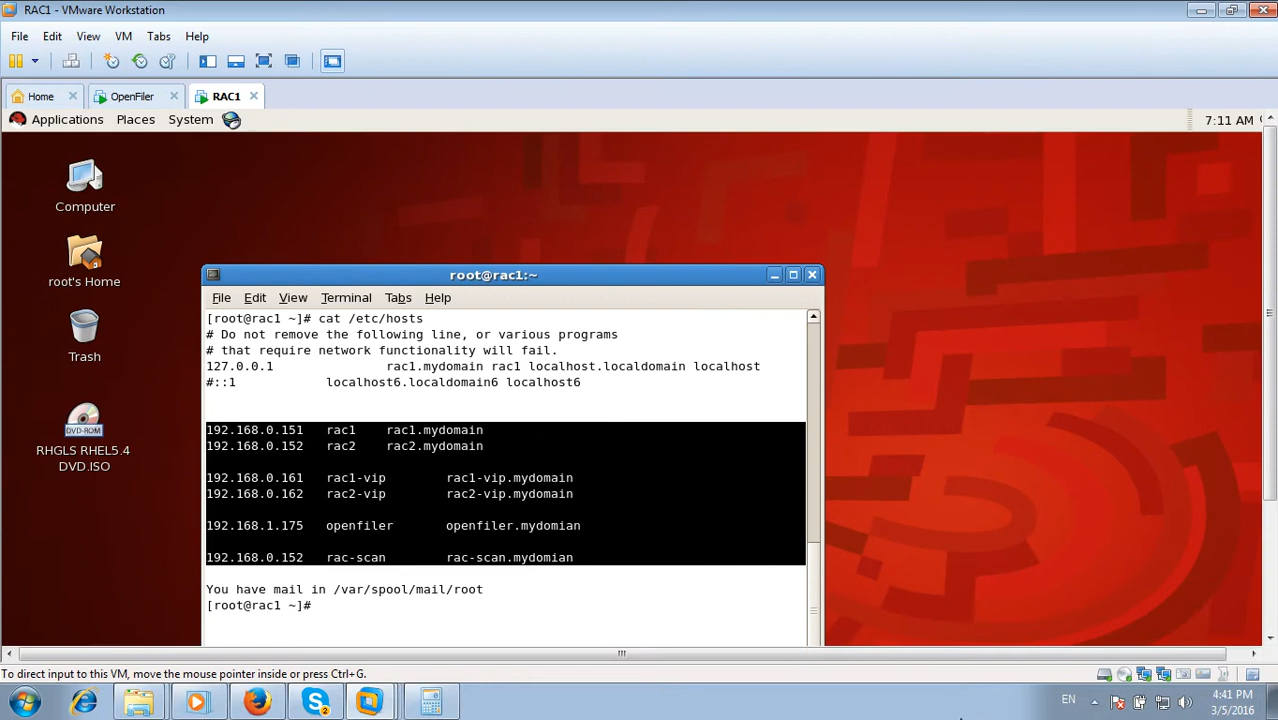 RAC1 - VMware Workstation
File Edit View VM Tabs Help
Home OpenFiler RAC1
Applications Places System 7:11 AM
Computer
root's Home
Trash
DVD-ROM
RHGLS RHEL5.4
DVD.ISO
root@rac1:~
File Edit View Terminal Tabs Help
[root@rac1 ~]# cat /etc/hosts
# Do not remove the following line, or various programs
# that require network functionality will fail.
127.0.0.1 rac1.mydomain rac1 localhost.localdomain localhost
#::1 localhost6.localdomain6 localhost6
192.168.0.151 rac1 rac1.mydomain
192.168.0.152 rac2 rac2.mydomain
192.168.0.161 rac1-vip rac1-vip.mydomain
192.168.0.162 rac2-vip rac2-vip.mydomain
192.168.1.175 openfiler openfiler.mydomian
192.168.0.152 rac-scan rac-scan.mydomian
You have mail in /var/spool/mail/root
[root@rac1 ~]#
To direct input to this VM, move the mouse pointer inside or press Ctrl+G.
2
EN
4:41 PM
3/5/2016